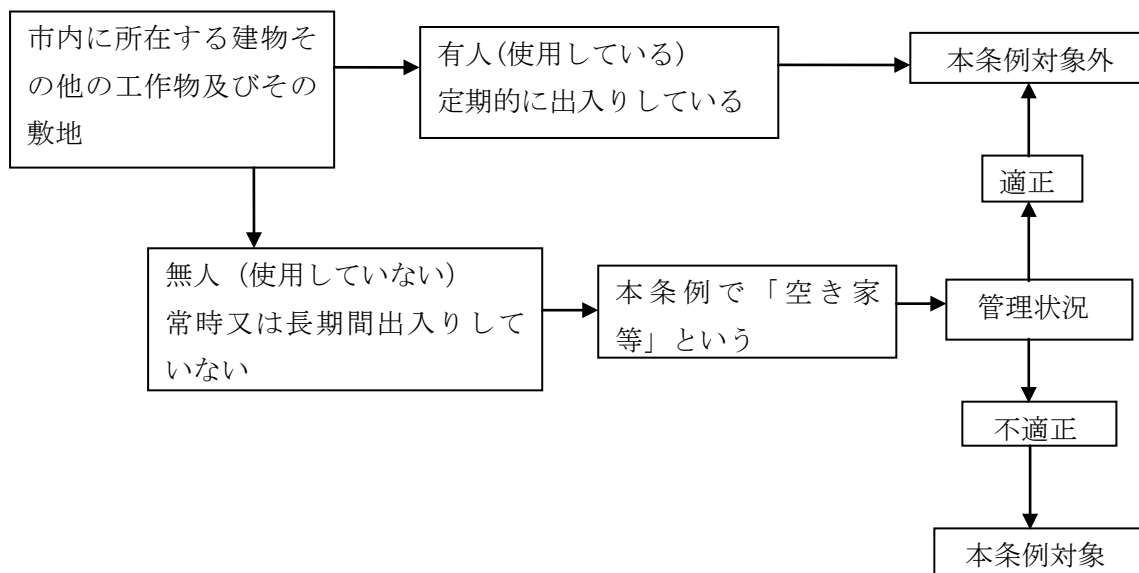 市内に所在する建物そ
の他の工作物及びその
敷地
有人(使用している)
定期的に出入りしている
本条例対象外
適正
無人（使用していない）
常時又は長期間出入りして
いない
本条例で「空き家
等」という
管理状況
不適正
本条例対象